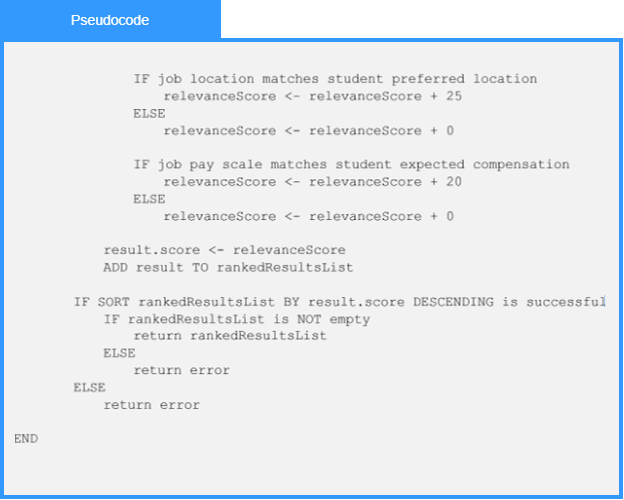 Pseudocode
IF job location matches student preferred location
relevanceScore <- relevanceScore + 25
ELSE
relevanceScore <- relevanceScore + 0
IF job pay scale matches student expected compensation
relevanceScore <- relevanceScore + 20
ELSE
relevanceScore <- relevanceScore + 0
result.score <- relevanceScore
ADD result TO rankedResultsList
IF SORT rankedResultsList BY result.score DESCENDING is successful
IF rankedResultsList is NOT empty
return rankedResultsList
ELSE
return error
ELSE
return error
END